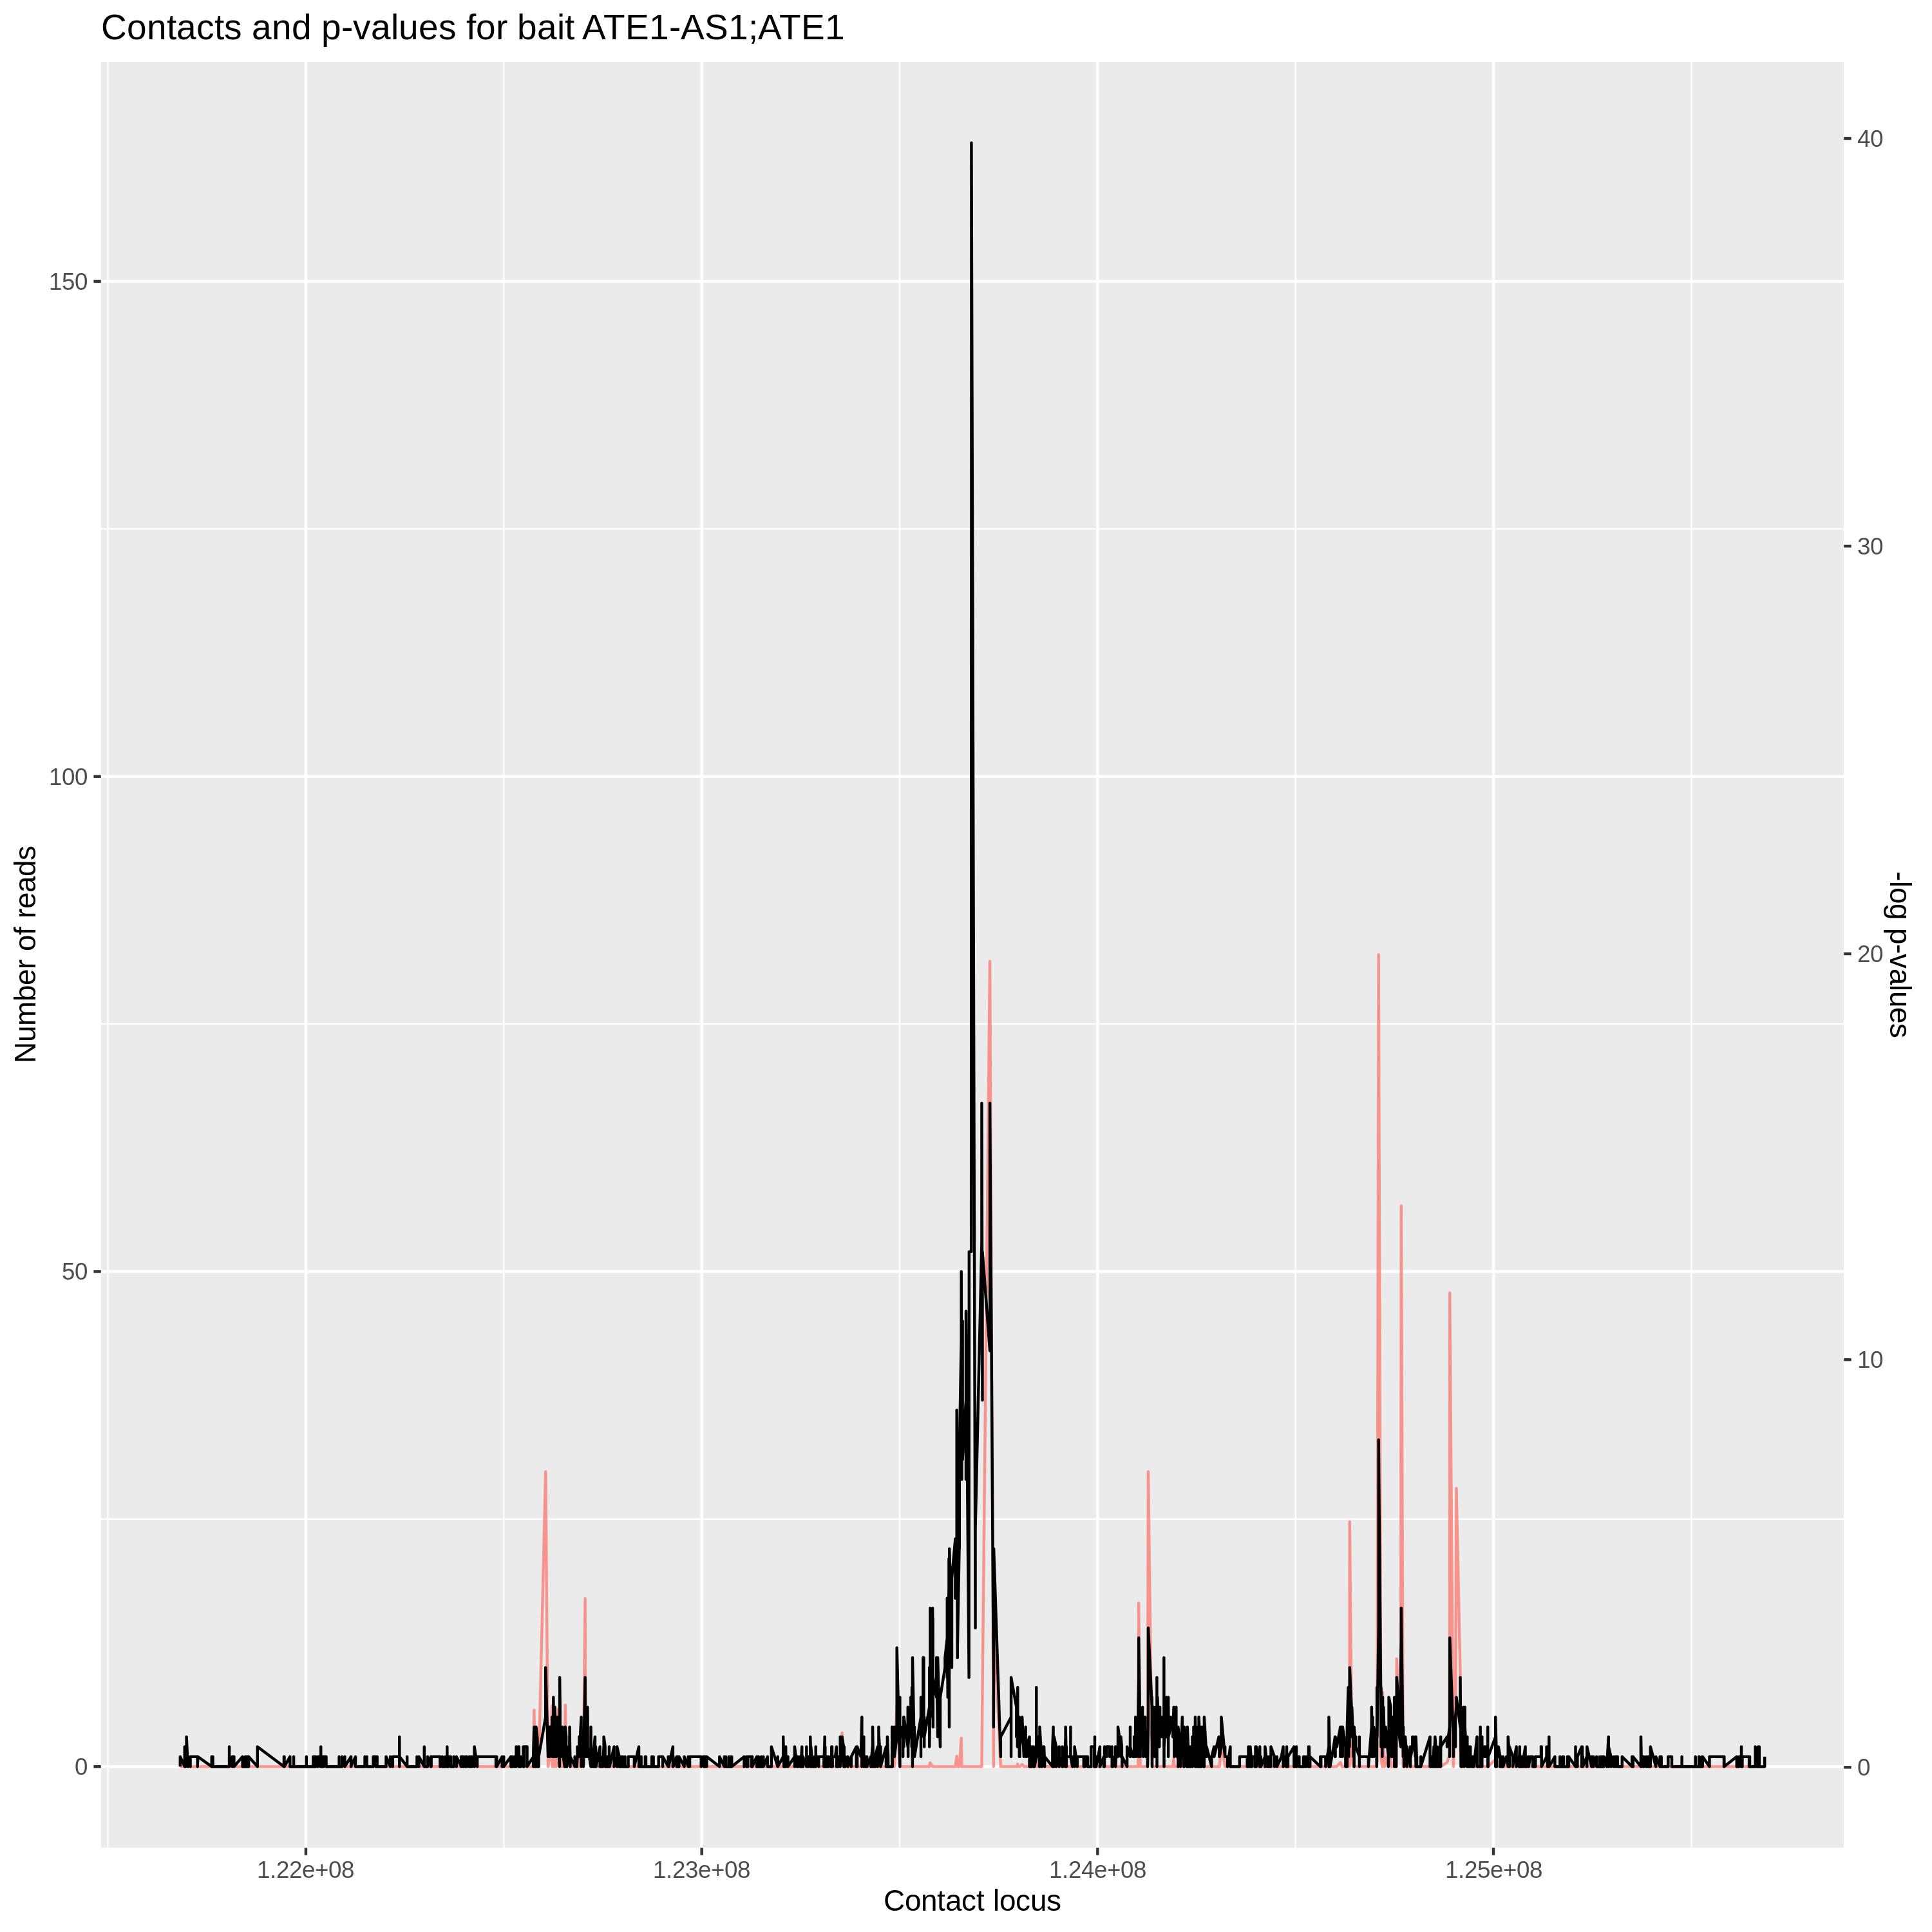 Contacts and p-values for bait ATE1-AS1;ATE1
Number of reads
150
100
50
0
40
30
20
10
0
-log p-values
1.22e+08 1.23e+08 1.24e+08 1.25e+08
Contact locus